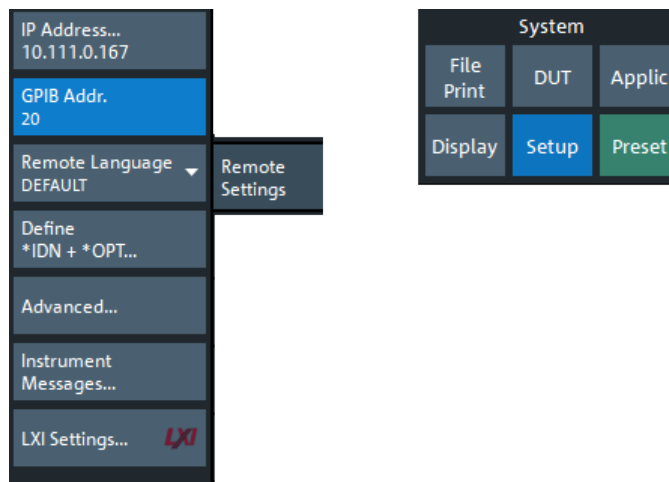 IP Address...
10.111.0.167
GPIB Addr.
20
Remote Language
DEFAULT
Define
*IDN + *OPT...
Advanced...
Instrument
Messages...
LXI Settings...
LXI
Remote
Settings
System
File
Print
DUT
Applic
Display
Setup
Preset